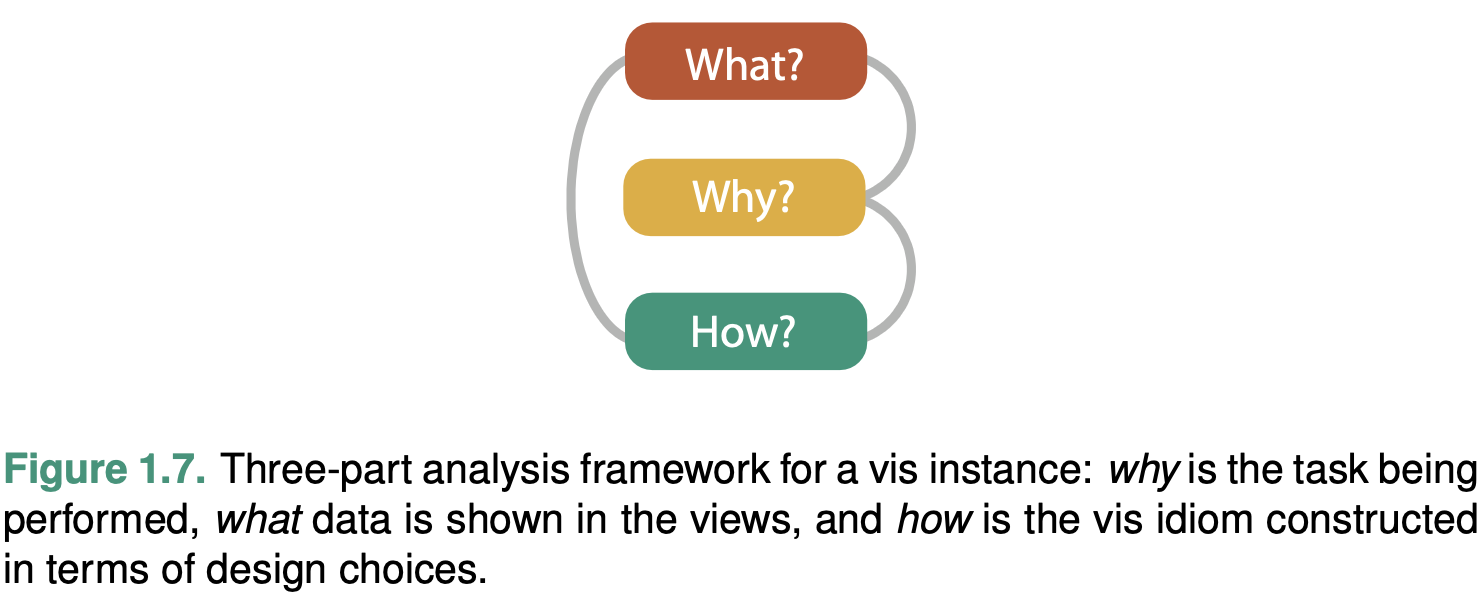 What?
Why?
How?
Figure 1.7. Three-part analysis framework for a vis instance: why is the task being
performed, what data is shown in the views, and how is the vis idiom constructed
in terms of design choices.